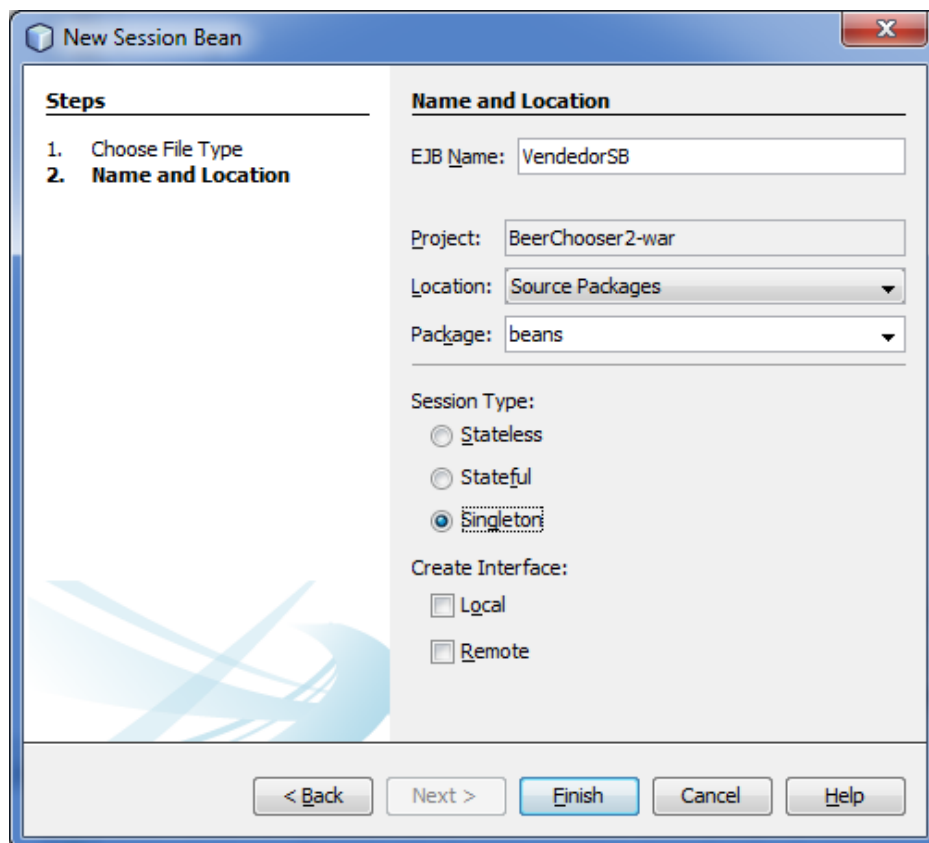 New Session Bean
Steps
1. Choose File Type
2. Name and Location
Name and Location
EJB Name: VendedorSB
Project: BeerChooser2-war
Location: Source Packages
Package: beans
Session Type:
Stateless
Stateful
Singleton
Create Interface:
Local
Remote
< Back Next > Finish Cancel Help